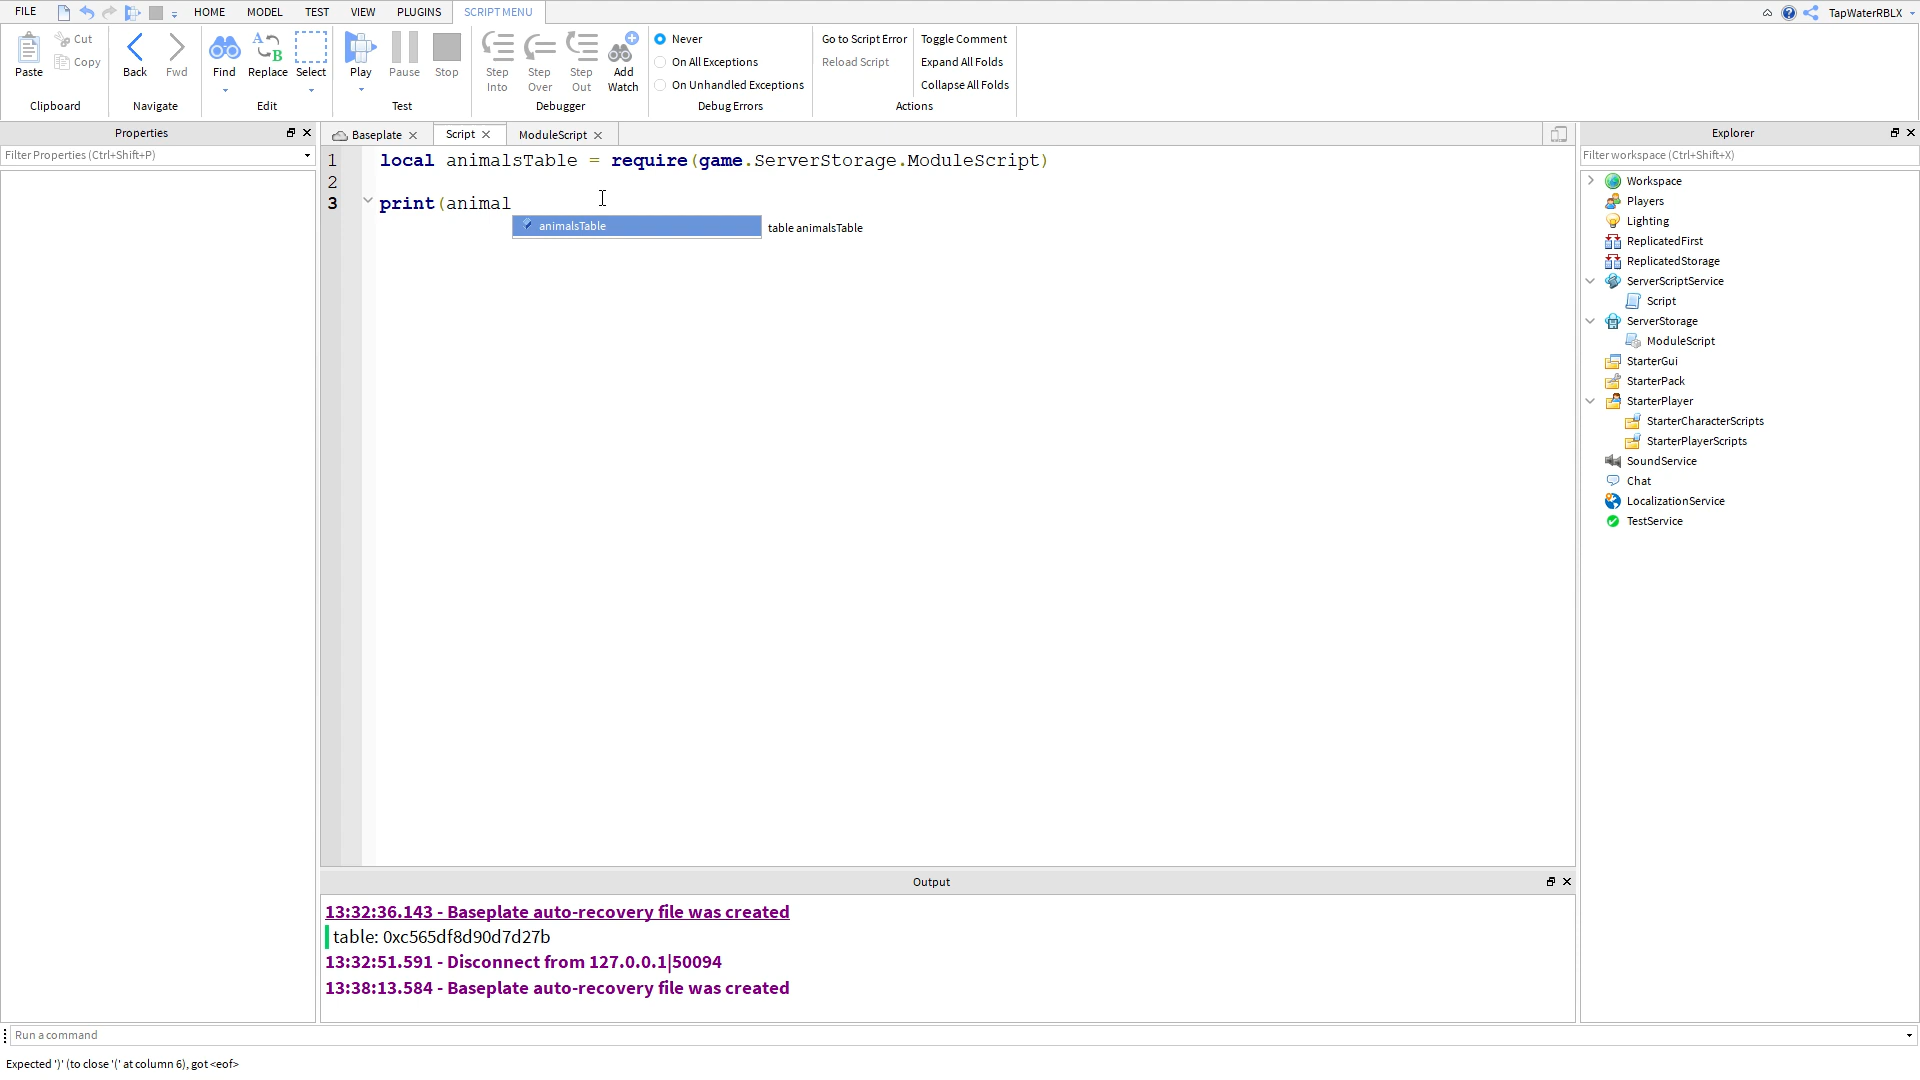 FILE HOME MODEL TEST VIEW PLUGINS SCRIPT MENU TapWaterRBLX
Paste Cut Copy
Clipboard
Back Fwd
Navigate
Find Replace Select
A B
Edit
Play Pause Stop
Test
Step Into Step Over Step Out Add Watch
Debugger
Never
On All Exceptions
On Unhandled Exceptions
Debug Errors
Go to Script Error
Reload Script
Toggle Comment
Expand All Folds
Collapse All Folds
Actions
Properties
Filter Properties (Ctrl+Shift+P)
Baseplate Script ModuleScript
1 local animalsTable = require(game.ServerStorage.ModuleScript)
2
3 print(animal
animalsTable table animalsTable
Explorer
Filter workspace (Ctrl+Shift+X)
Workspace
Players
Lighting
ReplicatedFirst
ReplicatedStorage
ServerScriptService
Script
ServerStorage
ModuleScript
StarterGui
StarterPack
StarterPlayer
StarterCharacterScripts
StarterPlayerScripts
SoundService
Chat
LocalizationService
TestService
Output
13:32:36.143 - Baseplate auto-recovery file was created
table: 0xc565df8d90d7d27b
13:32:51.591 - Disconnect from 127.0.0.1|50094
13:38:13.584 - Baseplate auto-recovery file was created
Run a command
Expected ')' (to close '(' at column 6), got <eof>